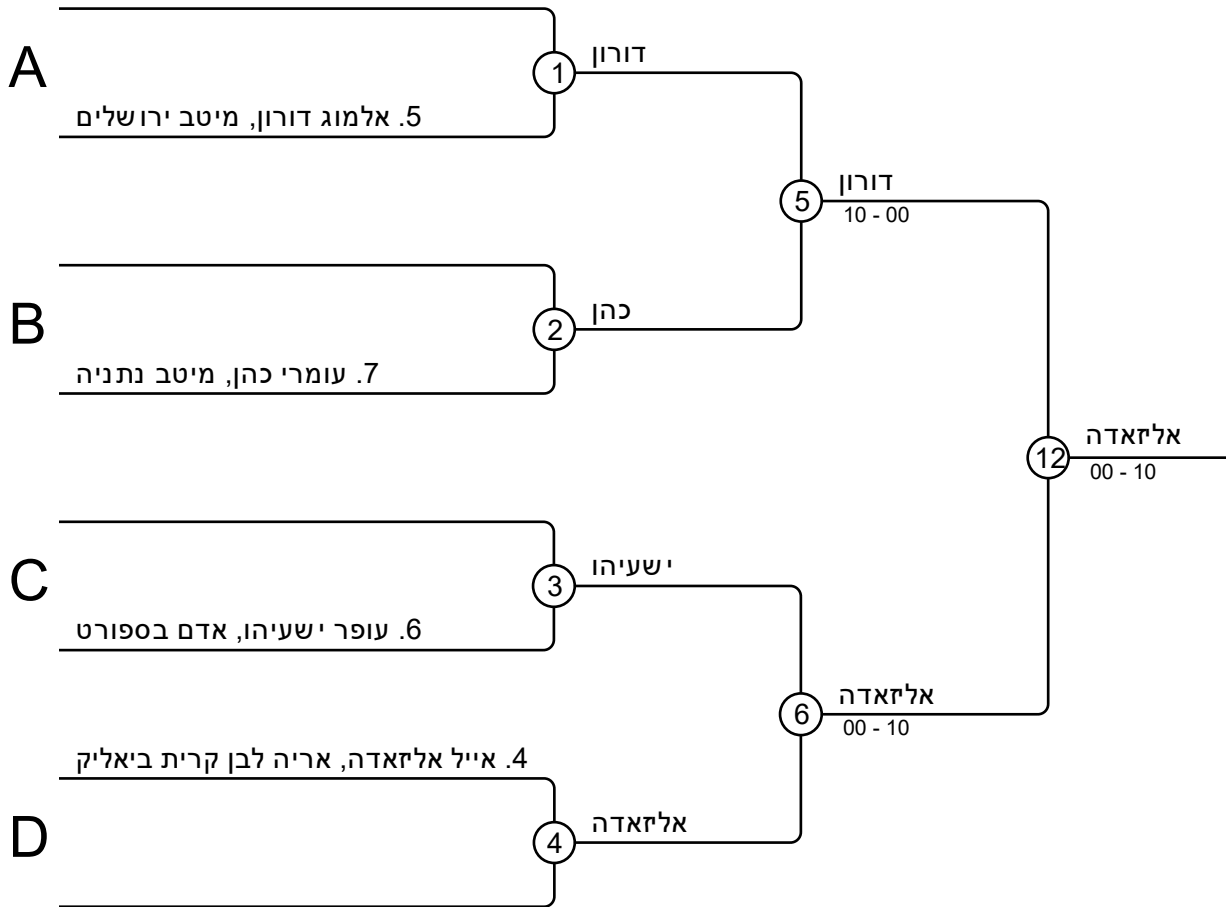 A
1
דורון
5. אלמוג דורון, מיטב ירושלים
5
דורון
10 - 00
B
2
כהן
7. עומרי כהן, מיטב נתניה
12
אליזאדה
00 - 10
C
3
ישעיהו
6. עופר ישעיהו, אדם בספורט
6
אליזאדה
00 - 10
4. אייל אליזאדה, אריה לבן קרית ביאליק
D
4
אליזאדה